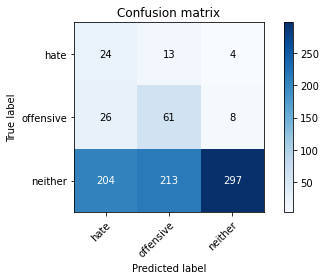 Confusion matrix
hate 24 13 4
offensive 26 61 8
neither 204 213 297
hate offensive neither
True label
Predicted label
250
200
150
100
50